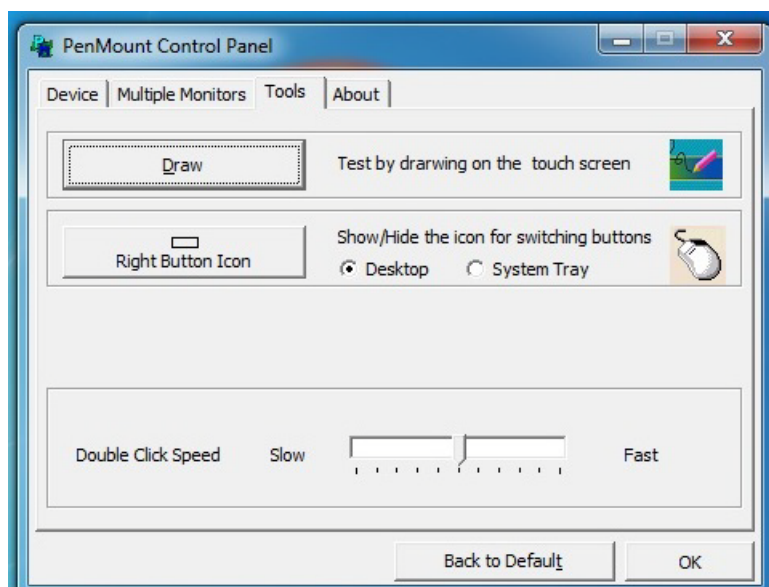 PenMount Control Panel
Device Multiple Monitors Tools About
Draw Test by drarwing on the touch screen
Show/Hide the icon for switching buttons
Right Button Icon Desktop System Tray
Double Click Speed Slow Fast
Back to Default OK